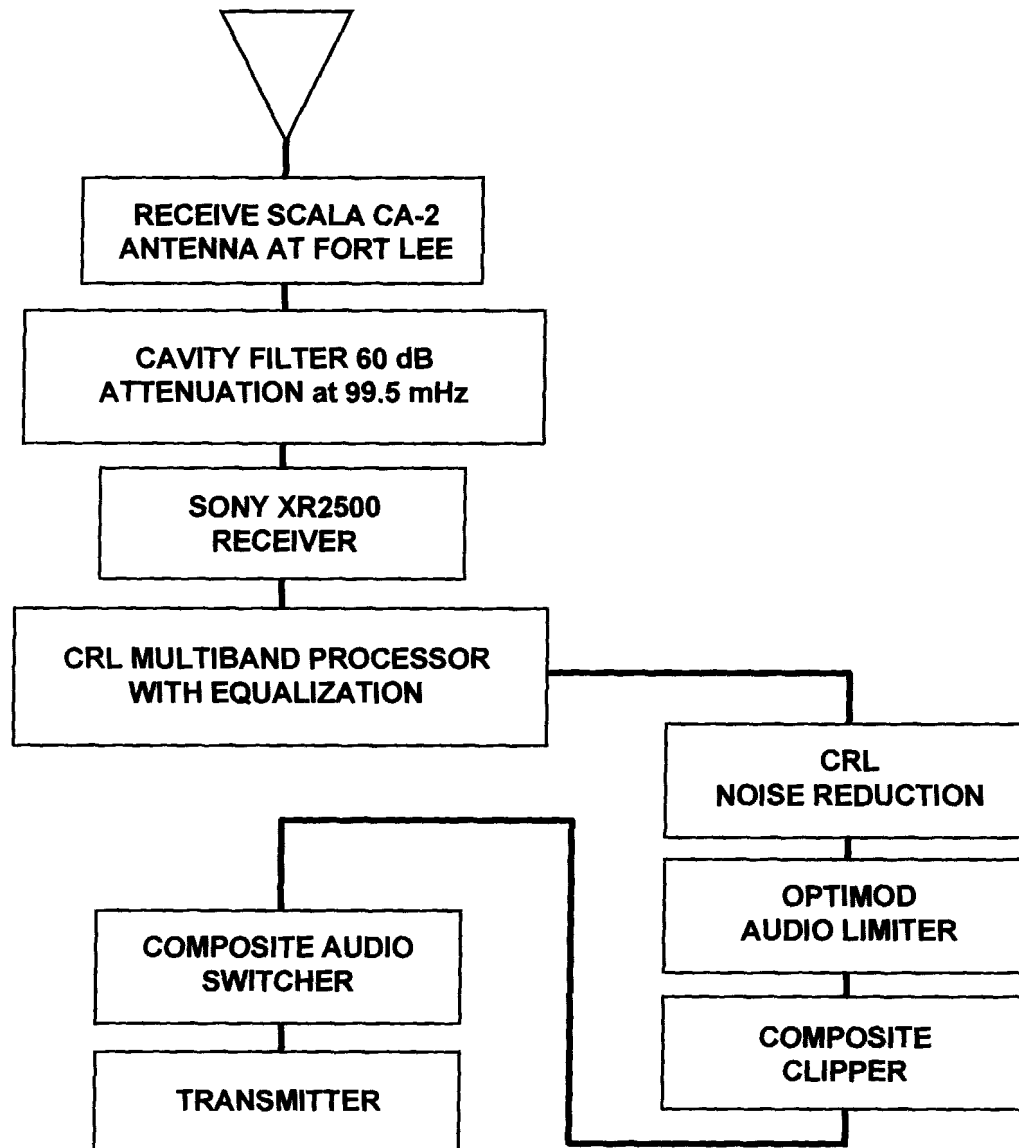 RECEIVE SCALA CA-2
ANTENNA AT FORT LEE
CAVITY FILTER 60 dB
ATTENUATION at 99.5 mHz
SONY XR2500
RECEIVER
CRL MULTIBAND PROCESSOR
WITH EQUALIZATION
CRL
NOISE REDUCTION
OPTIMOD
AUDIO LIMITER
COMPOSITE
CLIPPER
COMPOSITE AUDIO
SWITCHER
TRANSMITTER